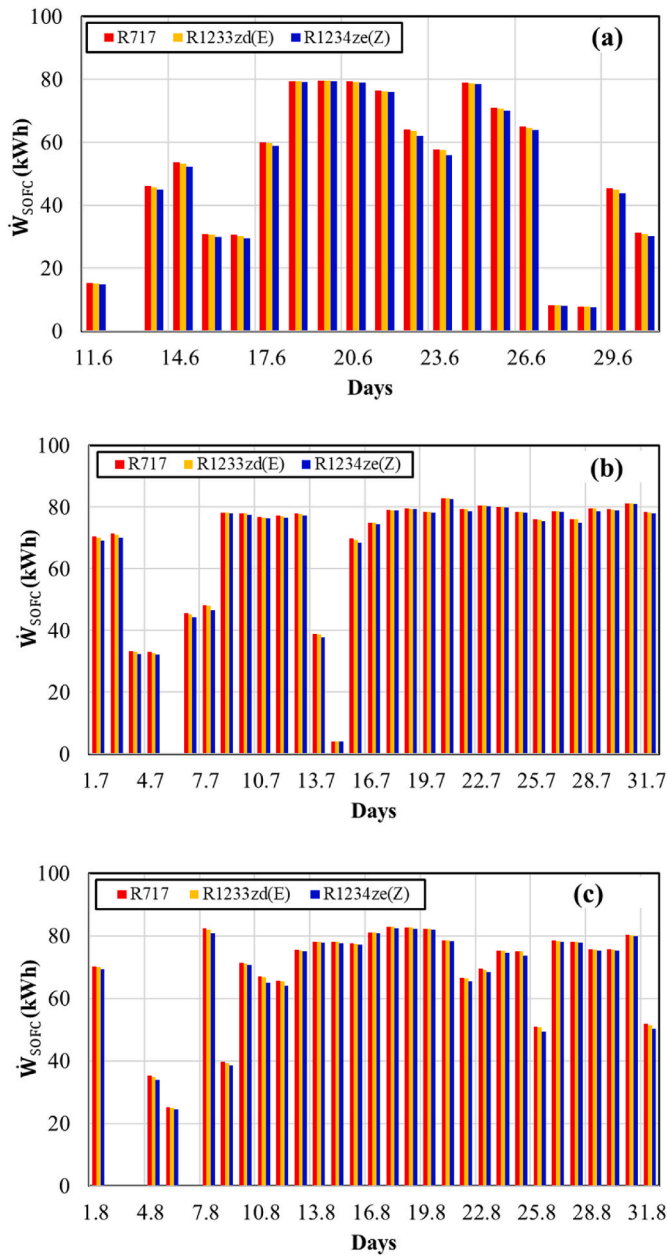 100
R717 R1233zd(E) R1234ze(Z)
(a)
80
60
40
20
0
ẆSOFC (kWh)
11.6 14.6 17.6 20.6 23.6 26.6 29.6
Days
100
R717 R1233zd(E) R1234ze(Z)
(b)
80
60
40
20
0
ẆSOFC (kWh)
1.7 4.7 7.7 10.7 13.7 16.7 19.7 22.7 25.7 28.7 31.7
Days
100
R717 R1233zd(E) R1234ze(Z)
(c)
80
60
40
20
0
ẆSOFC (kWh)
1.8 4.8 7.8 10.8 13.8 16.8 19.8 22.8 25.8 28.8 31.8
Days